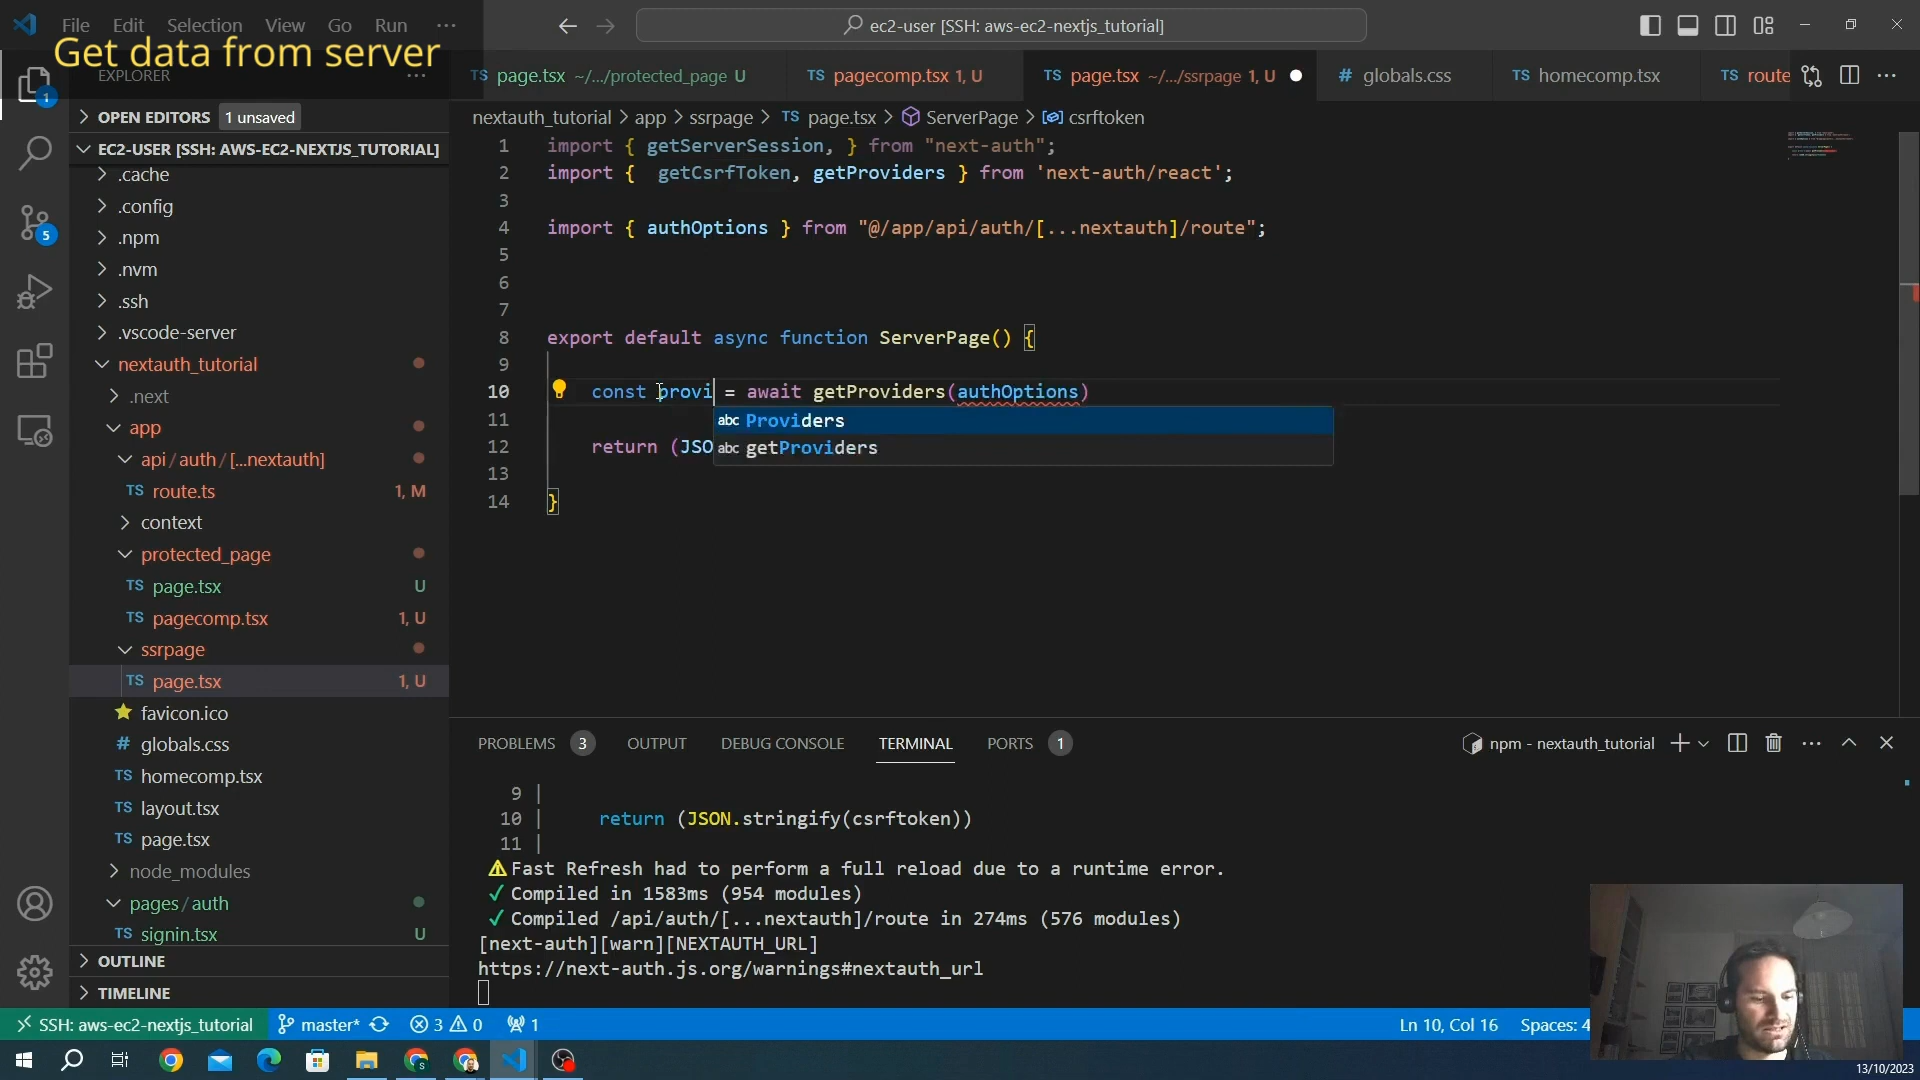 File Edit Selection View Go Run ···
ec2-user [SSH: aws-ec2-nextjs_tutorial]
Get data from server
EXPLORER ···
TS page.tsx ~/.../protected_page U
TS pagecomp.tsx 1, U
TS page.tsx ~/.../ssrpage 1, U
# globals.css
TS homecomp.tsx
TS route
OPEN EDITORS 1 unsaved
nextauth_tutorial > app > ssrpage > TS page.tsx > ServerPage > csrftoken
EC2-USER [SSH: AWS-EC2-NEXTJS_TUTORIAL]
.cache
.config
.npm
.nvm
.ssh
.vscode-server
nextauth_tutorial
.next
app
api/auth/[...nextauth]
TS route.ts 1, M
context
protected_page
TS page.tsx U
TS pagecomp.tsx 1, U
ssrpage
TS page.tsx 1, U
favicon.ico
# globals.css
TS homecomp.tsx
TS layout.tsx
TS page.tsx
node_modules
pages/auth
TS signin.tsx U
OUTLINE
TIMELINE
1
5
1 import { getServerSession, } from "next-auth";
2 import {  getCsrfToken, getProviders } from 'next-auth/react';
3
4 import { authOptions } from "@/app/api/auth/[...nextauth]/route";
5
6
7
8 export default async function ServerPage() {
9
10 const provi = await getProviders(authOptions)
11
abc Providers
12 return (JSO
abc getProviders
13
14 }
PROBLEMS 3 OUTPUT DEBUG CONSOLE TERMINAL PORTS 1
npm - nextauth_tutorial
9 |
10 | return (JSON.stringify(csrftoken))
11 |
⚠ Fast Refresh had to perform a full reload due to a runtime error.
✓ Compiled in 1583ms (954 modules)
✓ Compiled /api/auth/[...nextauth]/route in 274ms (576 modules)
[next-auth][warn][NEXTAUTH_URL]
https://next-auth.js.org/warnings#nextauth_url
SSH: aws-ec2-nextjs_tutorial master* 3 0 1
Ln 10, Col 16 Spaces: 4
13/10/2023